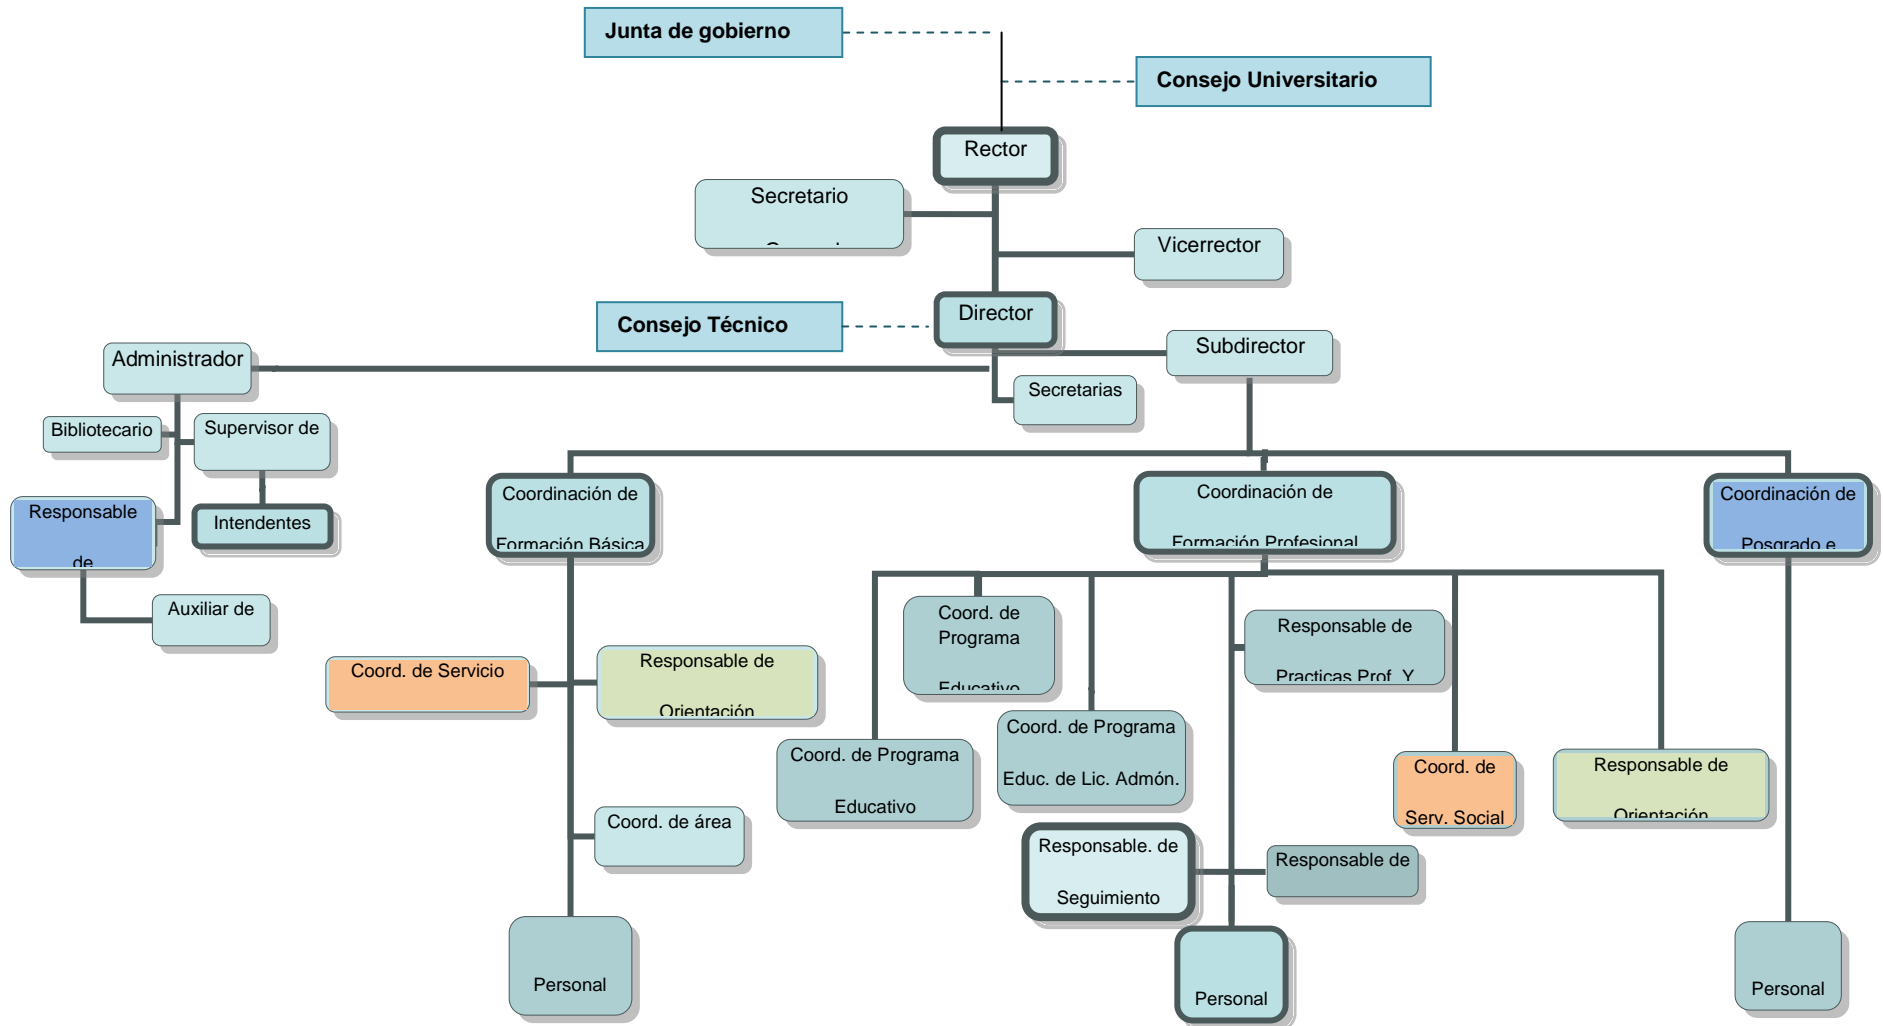 Junta de gobierno
Consejo Universitario
Rector
Secretario
Vicerrector
Director
Consejo Técnico
Subdirector
Administrador
Secretarias
Bibliotecario
Supervisor de
Coordinación de
Formación Básica
Coordinación de
Formación Profesional
Coordinación de
Posgrado e
Responsable
de
Intendentes
Auxiliar de
Coord. de
Programa
Educativo
Responsable de
Practicas Prof. Y
Coord. de Servicio
Responsable de
Orientación
Coord. de Programa
Educativo
Coord. de Programa
Educ. de Lic. Admón.
Coord. de
Serv. Social
Responsable de
Orientación
Coord. de área
Responsable. de
Seguimiento
Responsable de
Personal
Personal
Personal